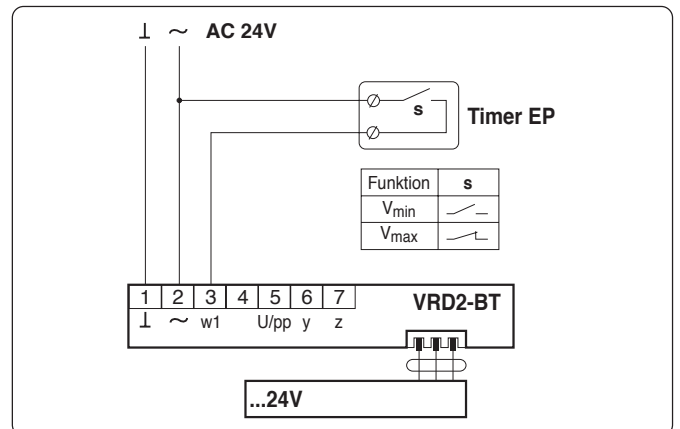 ⊥ ~ AC 24V
s
Timer EP
Funktion s
Vmin
Vmax
1 2 3 4 5 6 7
VRD2-BT
⊥ ~ w1 U/pp y z
...24V